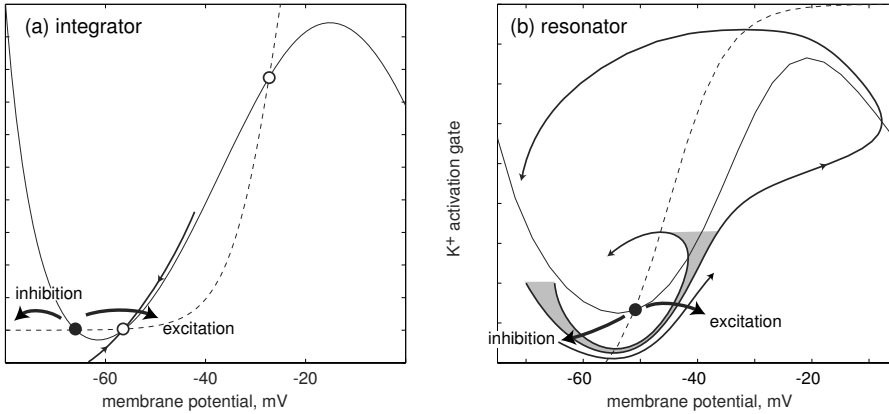 (a) integrator
inhibition
excitation
-60
-40
-20
membrane potential, mV
(b) resonator
K+ activation gate
inhibition
excitation
-60
-40
-20
membrane potential, mV